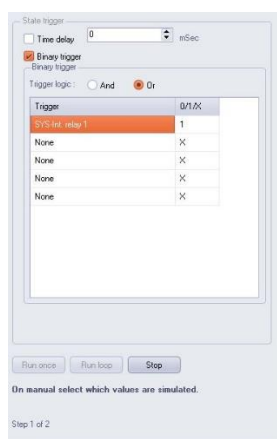 State trigger
Time delay 0 mSec
Binary trigger
Binary trigger
Trigger logic : And Or
Trigger 0/1/X
SYS-Int. relay 1 1
None X
None X
None X
None X
Run once Run loop Stop
On manual select which values are simulated.
Step 1 of 2